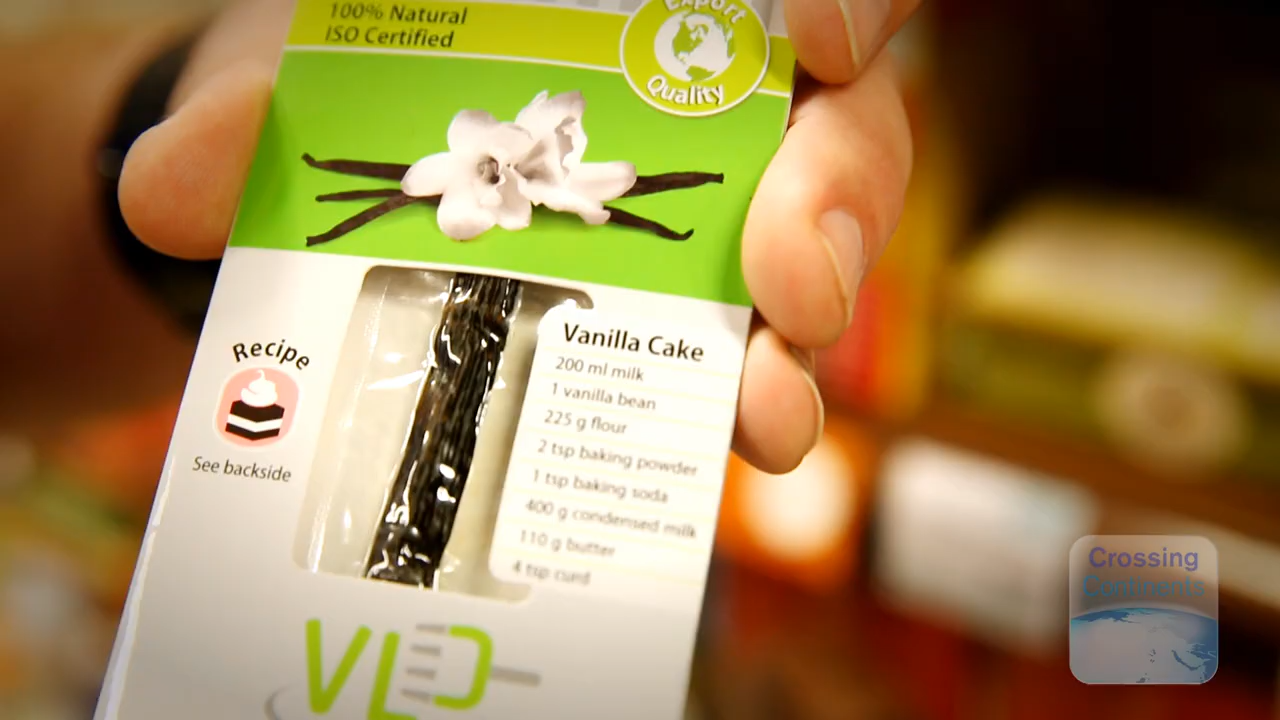 100% Natural
ISO Certified
Export
Quality
Recipe
See backside
Vanilla Cake
200 ml milk
1 vanilla bean
225 g flour
2 tsp baking powder
1 tsp baking soda
400 g condensed milk
110 g butter
4 tsp curd
Crossing
Continents